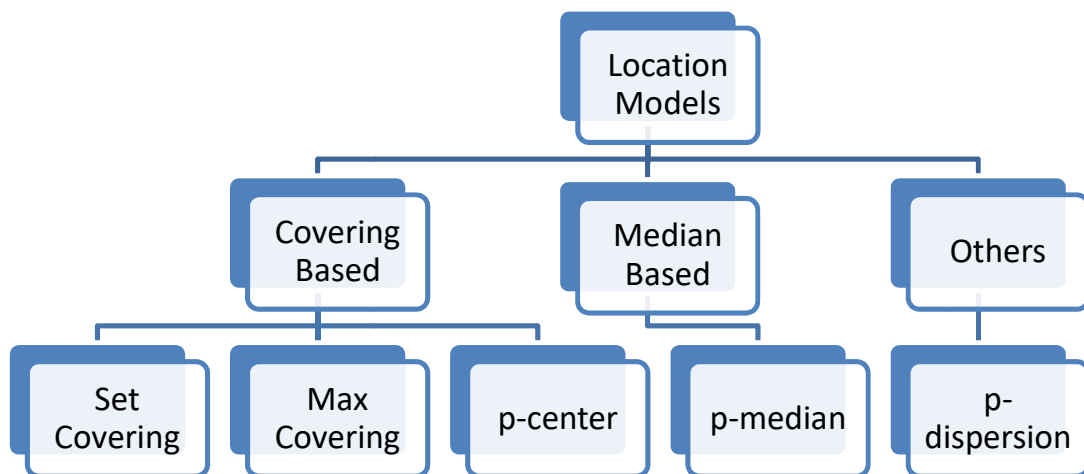 Location
Models
Covering
Based
Median
Based
Others
Set
Covering
Max
Covering
p-center
p-median
p-
dispersion